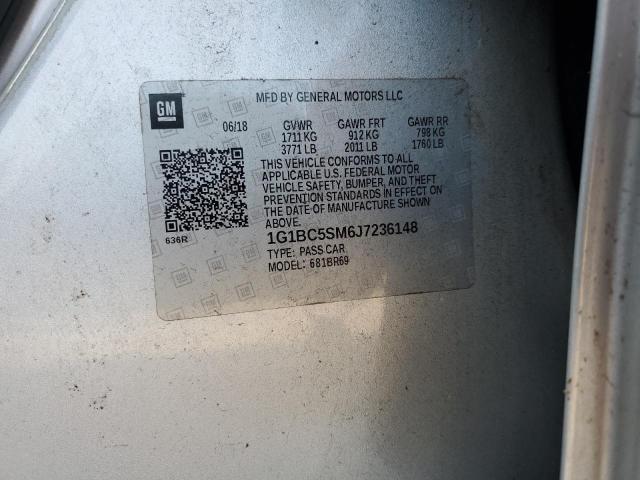 GM
MFD BY GENERAL MOTORS LLC
06/18 GVWR GAWR FRT GAWR RR
1711 KG 912 KG 798 KG
3771 LB 2011 LB 1760 LB
THIS VEHICLE CONFORMS TO ALL
APPLICABLE U.S. FEDERAL MOTOR
VEHICLE SAFETY, BUMPER, AND THEFT
PREVENTION STANDARDS IN EFFECT ON
THE DATE OF MANUFACTURE SHOWN
ABOVE.
636R
1G1BC5SM6J7236148
TYPE: PASS CAR
MODEL: 681BR69